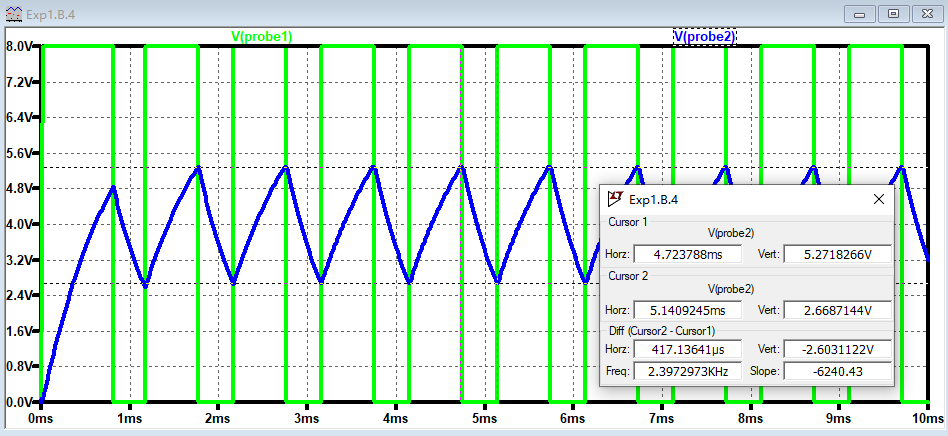 Exp1.B.4
V(probe1) V(probe2)
8.0V
7.2V
6.4V
5.6V
4.8V
4.0V
3.2V
2.4V
1.6V
0.8V
0.0V
0ms 1ms 2ms 3ms 4ms 5ms 6ms 7ms 8ms 9ms 10ms
Exp1.B.4
Cursor 1
V(probe2)
Horz: 4.723788ms Vert: 5.2718266V
Cursor 2
V(probe2)
Horz: 5.1409245ms Vert: 2.6687144V
Diff (Cursor2 - Cursor1)
Horz: 417.13641µs Vert: -2.6031122V
Freq: 2.3972973KHz Slope: -6240.43